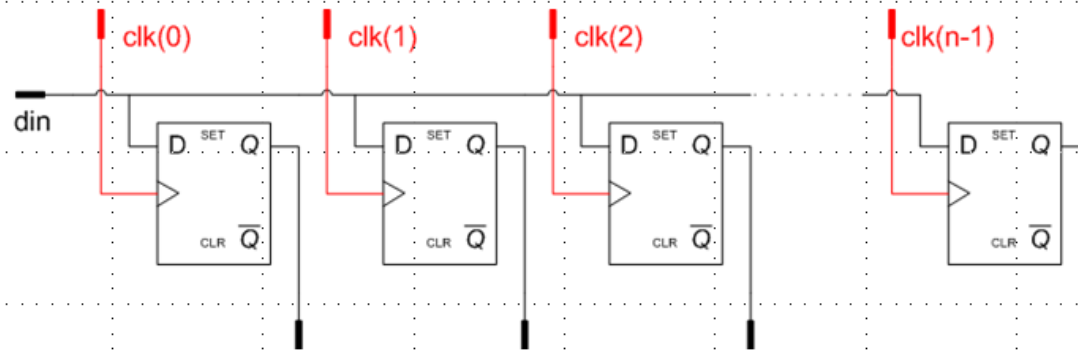 clk(0) clk(1) clk(2) clk(n-1)
din
D SET Q D SET Q D SET Q D SET Q
CLR Q̅ CLR Q̅ CLR Q̅ CLR Q̅